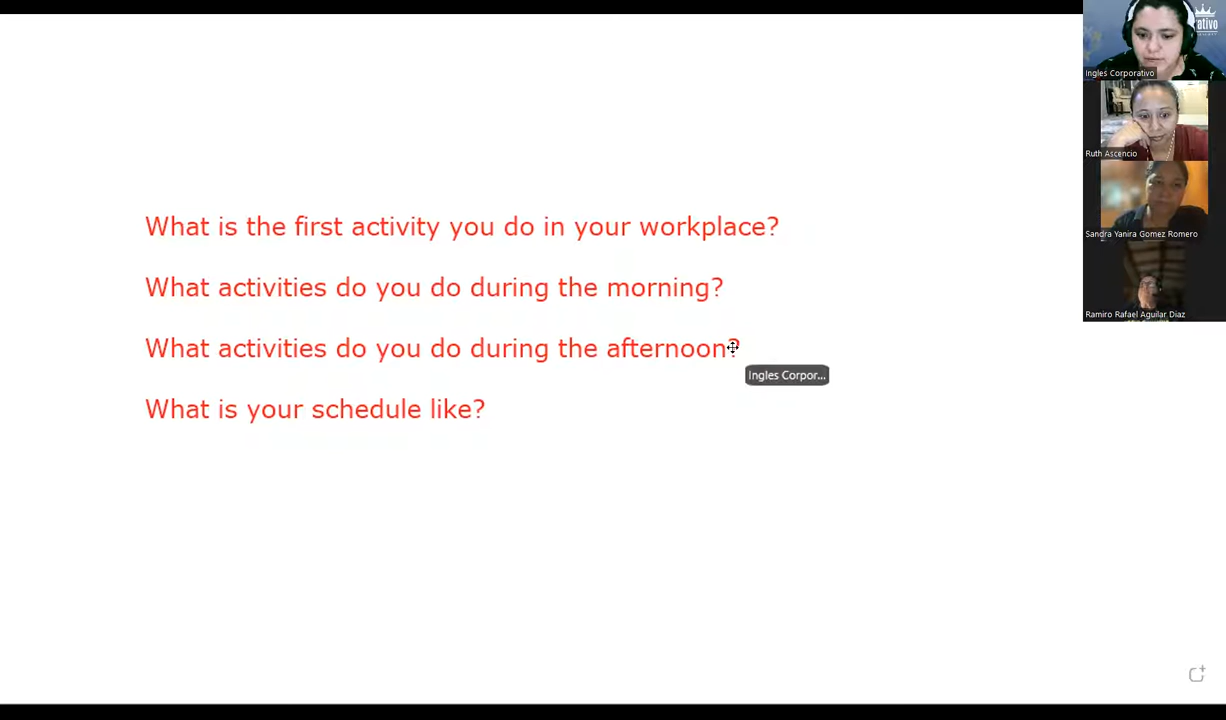 What is the first activity you do in your workplace?
What activities do you do during the morning?
What activities do you do during the afternoon?
Ingles Corpor...
What is your schedule like?
ativo
Ingles Corporativo
Ruth Ascencio
Sandra Yanira Gomez Romero
Ramiro Rafael Aguilar Diaz